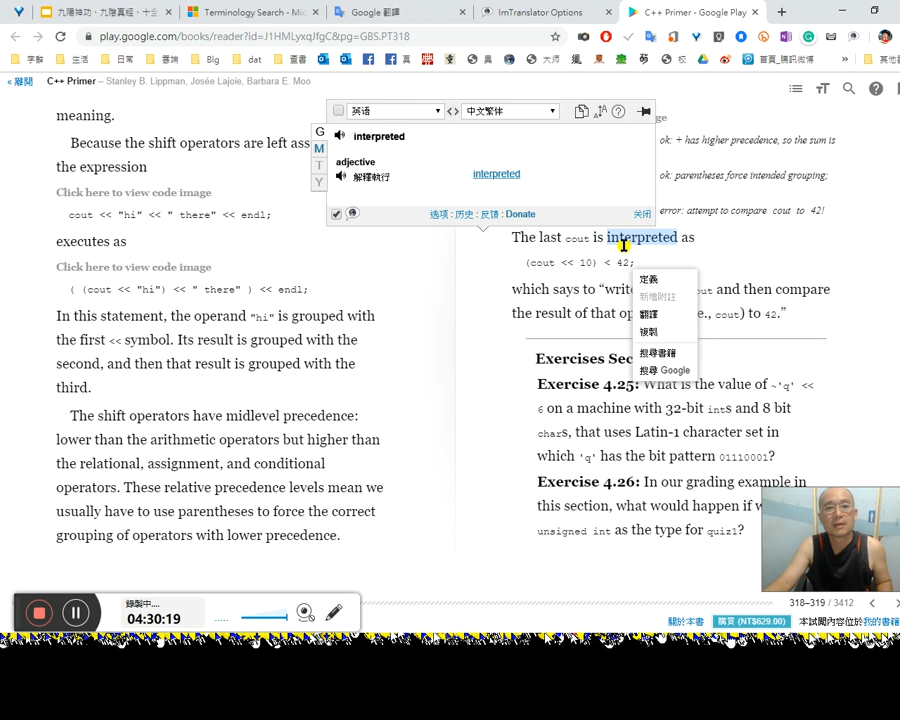 九陽神功、九陰真經、十全
Terminology Search - Mic
Google 翻譯
ImTranslator Options
C++ Primer - Google Play
play.google.com/books/reader?id=J1HMLyxqJfgC&pg=GBS.PT318
字辭
生活
日常
雲端
Blg
dat
查書
真
大师
权
首頁_騰訊微博
»
其他
« 離開
C++ Primer – Stanley B. Lippman, Josée Lajoie, Barbara E. Moo
meaning.
Because the shift operators are left ass
the expression
Click here to view code image
cout << "hi" << " there" << endl;
executes as
Click here to view code image
( (cout << "hi") << " there" ) << endl;
In this statement, the operand "hi" is grouped with
the first << symbol. Its result is grouped with the
second, and then that result is grouped with the
third.
The shift operators have midlevel precedence:
lower than the arithmetic operators but higher than
the relational, assignment, and conditional
operators. These relative precedence levels mean we
usually have to use parentheses to force the correct
grouping of operators with lower precedence.
英语
<>
中文繁体
G
M
T
Y
interpreted
adjective
解釋執行
interpreted
选项 : 历史 : 反馈 : Donate
关闭
ge
ok: + has higher precedence, so the sum is
ok: parentheses force intended grouping;
error: attempt to compare cout to 42!
The last cout is interpreted as
(cout << 10) < 42;
which says to “write
out and then compare
the result of that op
e., cout) to 42.”
定義
新增附註
翻譯
複製
搜尋書籍
搜尋 Google
Exercises Sec
Exercise 4.25: What is the value of ~'q' <<
6 on a machine with 32-bit ints and 8 bit
chars, that uses Latin-1 character set in
which 'q' has the bit pattern 01110001?
Exercise 4.26: In our grading example in
this section, what would happen if w
unsigned int as the type for quiz1?
錄製中....
04:30:19
318–319 / 3412
關於本書
購買 (NT$629.00)
本試閱內容位於我的書籍